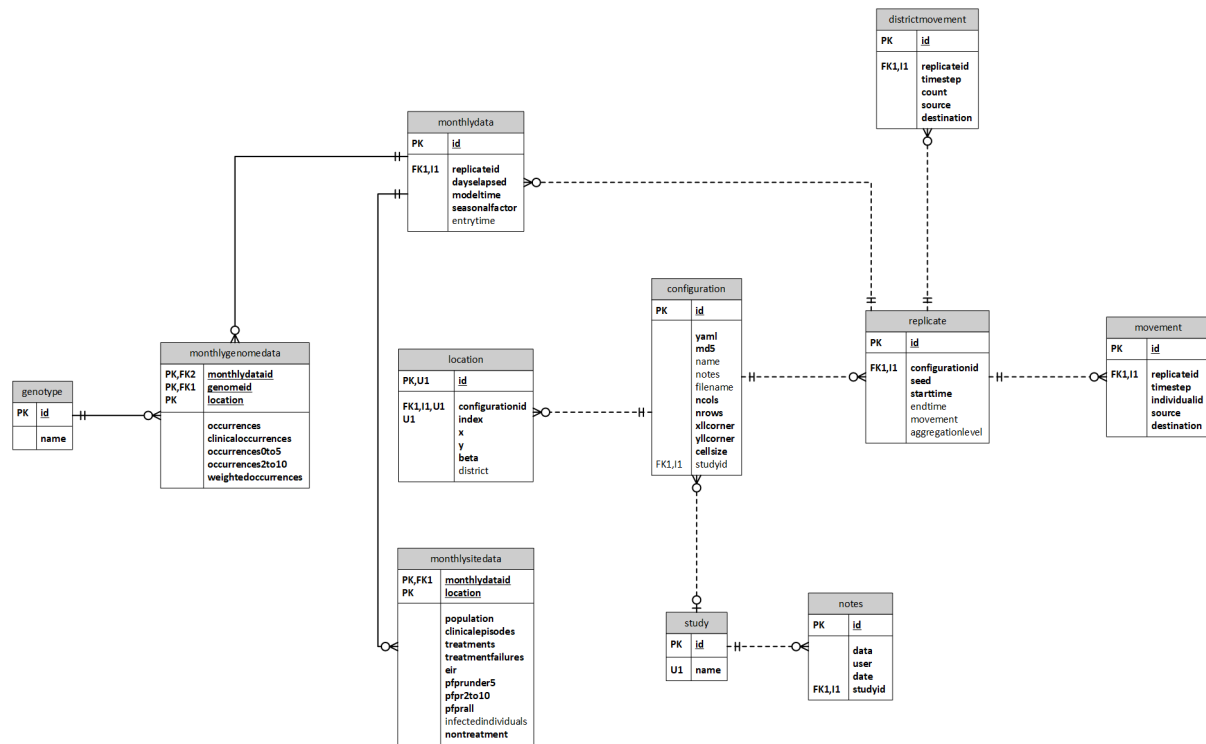 districtmovement
PK id
FK1,I1 replicateid
timestep
count
source
destination
monthlydata
PK id
FK1,I1 replicateid
dayselapsed
modeltime
seasonalfactor
entrytime
configuration
PK id
yaml
md5
name
notes
filename
ncols
nrows
xllcorner
yllcorner
cellsize
FK1,I1 studyid
replicate
PK id
FK1,I1 configurationid
seed
starttime
endtime
movement
aggregationlevel
movement
PK id
FK1,I1 replicateid
timestep
individualid
source
destination
monthlygenomedata
PK,FK2 monthlydataid
PK,FK1 genomeid
PK location
occurrences
clinicaloccurrences
occurrences0to5
occurrences2to10
weightedoccurrences
location
PK,U1 id
FK1,I1,U1 configurationid
U1 index
x
y
beta
district
genotype
PK id
name
monthlysitedata
PK,FK1 monthlydataid
PK location
population
clinicalepisodes
treatments
treatmentfailures
eir
pfprunder5
pfpr2to10
pfprall
infectedindividuals
nontreatment
study
PK id
U1 name
notes
PK id
data
user
date
FK1,I1 studyid